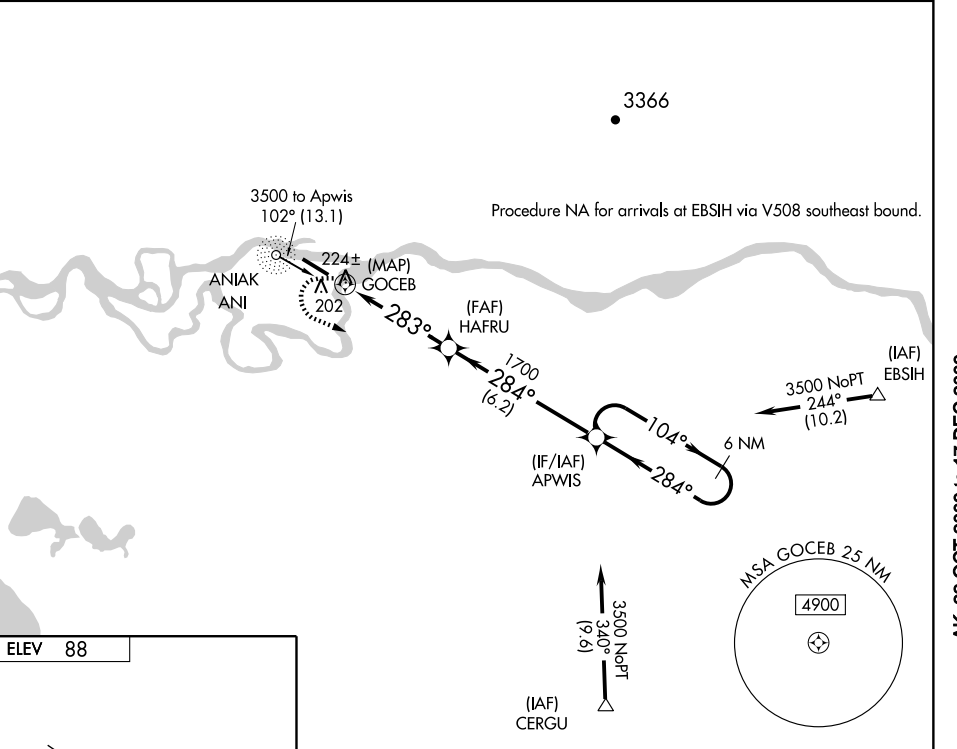 3366
3500 to Apwis
102° (13.1)
Procedure NA for arrivals at EBSIH via V508 southeast bound.
224±
(MAP)
GOCEB
ANIAK
ANI
202
283°
(FAF)
HAFRU
1700
284°
(6.2)
(IAF)
EBSIH
3500 NoPT
244°
(10.2)
104°
6 NM
(IF/IAF)
APWIS
284°
MSA GOCEB 25 NM
4900
3500 NoPT
340°
(9.6)
(IAF)
CERGU
ELEV 88